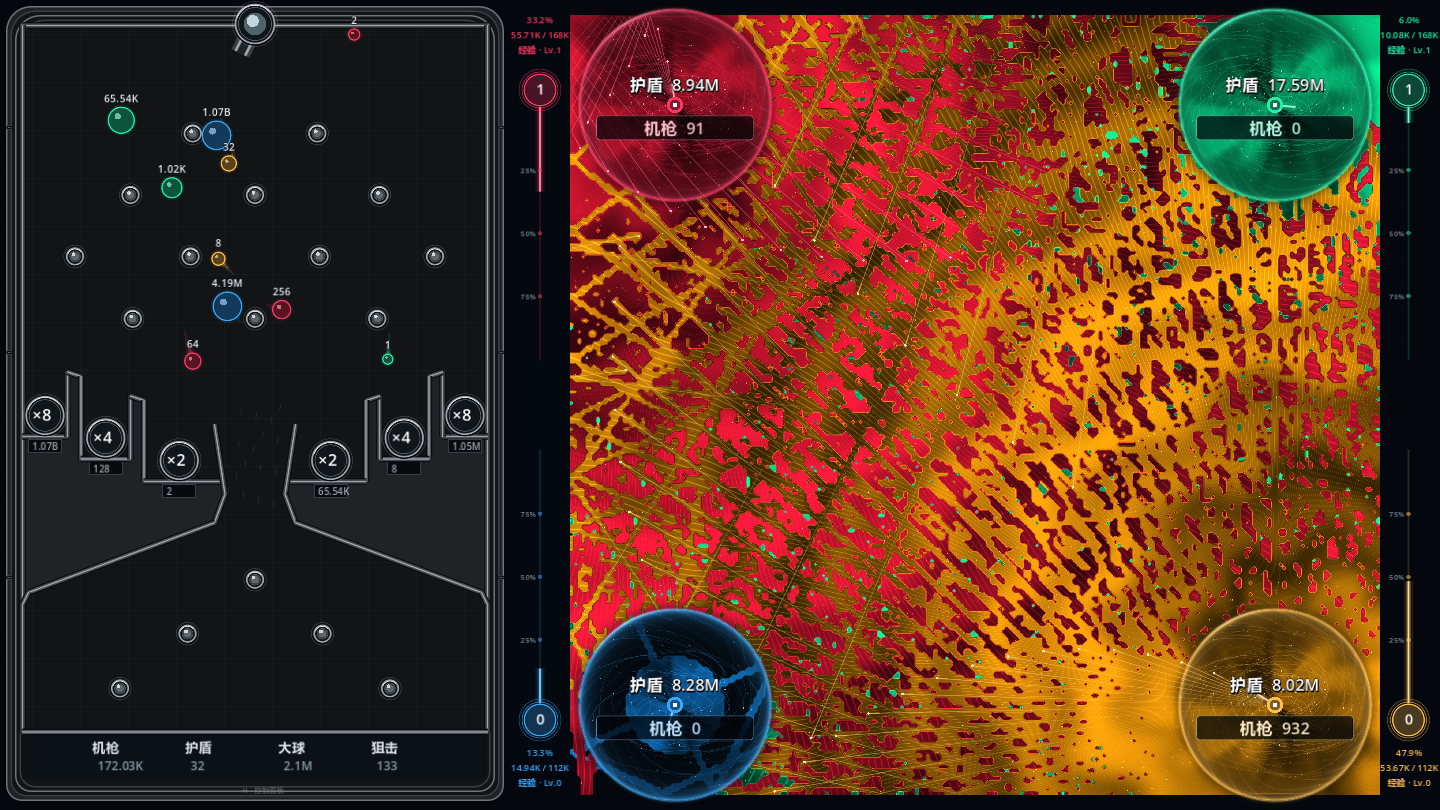 2
65.54K
1.07B
32
1.02K
8
4.19M
256
64
1
×8
×8
1.07B
×4
×4
1.05M
128
8
×2
×2
2
65.54K
机枪 护盾 大球 狙击
172.03K 32 2.1M 133
H · 控制面板
33.2%
55.71K / 168K
经验 · Lv.1
1
25%
50%
75%
护盾 8.94M
机枪 91
护盾 17.59M
机枪 0
6.0%
10.08K / 168K
经验 · Lv.1
1
25%
50%
75%
75%
50%
25%
0
13.3%
14.94K / 112K
经验 · Lv.0
护盾 8.28M
机枪 0
护盾 8.02M
机枪 932
75%
50%
25%
0
47.9%
53.67K / 112K
经验 · Lv.0